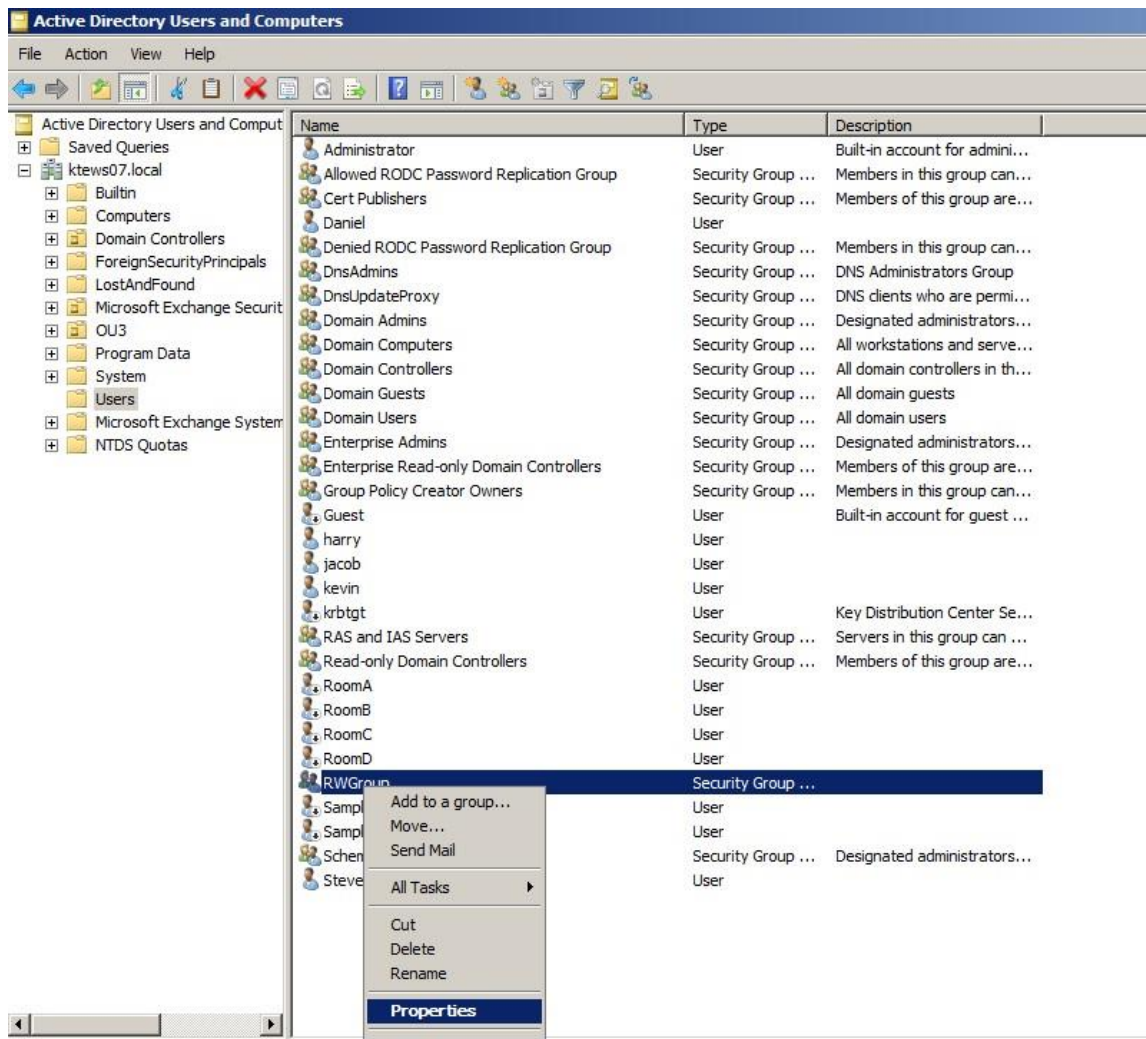 Active Directory Users and Computers
File Action View Help
Active Directory Users and Comput
Saved Queries
ktews07.local
Builtin
Computers
Domain Controllers
ForeignSecurityPrincipals
LostAndFound
Microsoft Exchange Securit
OU3
Program Data
System
Users
Microsoft Exchange System
NTDS Quotas
Name Type Description
Administrator User Built-in account for admini...
Allowed RODC Password Replication Group Security Group ... Members in this group can...
Cert Publishers Security Group ... Members of this group are...
Daniel User
Denied RODC Password Replication Group Security Group ... Members in this group can...
DnsAdmins Security Group ... DNS Administrators Group
DnsUpdateProxy Security Group ... DNS clients who are permi...
Domain Admins Security Group ... Designated administrators...
Domain Computers Security Group ... All workstations and serve...
Domain Controllers Security Group ... All domain controllers in th...
Domain Guests Security Group ... All domain guests
Domain Users Security Group ... All domain users
Enterprise Admins Security Group ... Designated administrators...
Enterprise Read-only Domain Controllers Security Group ... Members of this group are...
Group Policy Creator Owners Security Group ... Members in this group can...
Guest User Built-in account for guest ...
harry User
jacob User
kevin User
krbtgt User Key Distribution Center Se...
RAS and IAS Servers Security Group ... Servers in this group can ...
Read-only Domain Controllers Security Group ... Members of this group are...
RoomA User
RoomB User
RoomC User
RoomD User
RWGroup Security Group ...
Sampl User
Sampl User
Schem Security Group ... Designated administrators...
Steve User
Add to a group...
Move...
Send Mail
All Tasks
Cut
Delete
Rename
Properties